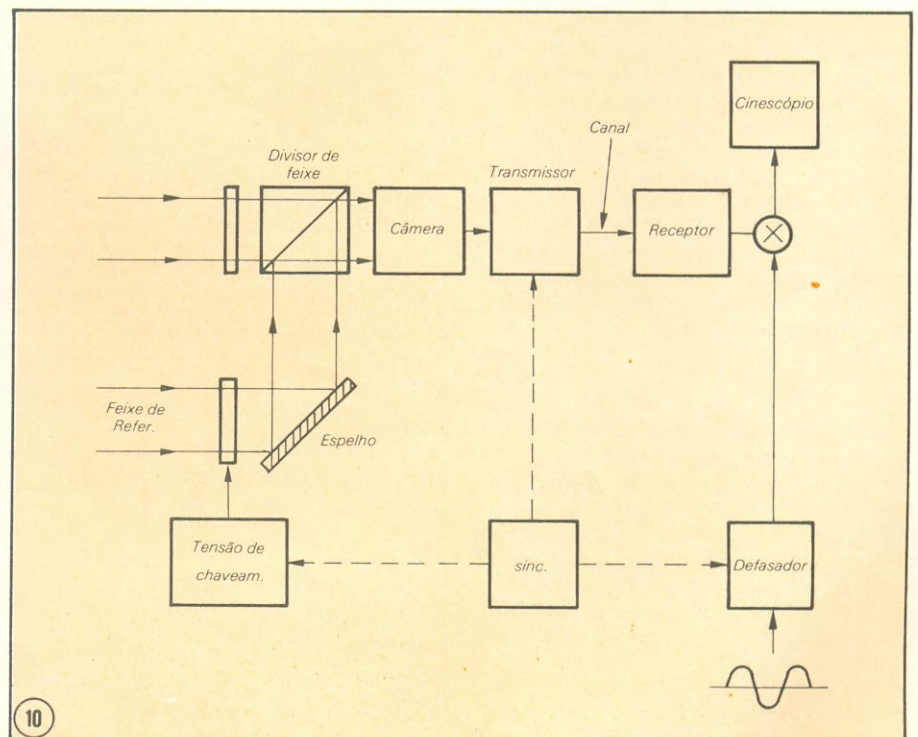 Cinescópio
Canal
Divisor de
feixe
Transmissor
Câmera
Receptor
Feixe de
Refer.
Espelho
Tensão de
chaveam.
sinc.
Defasador
10